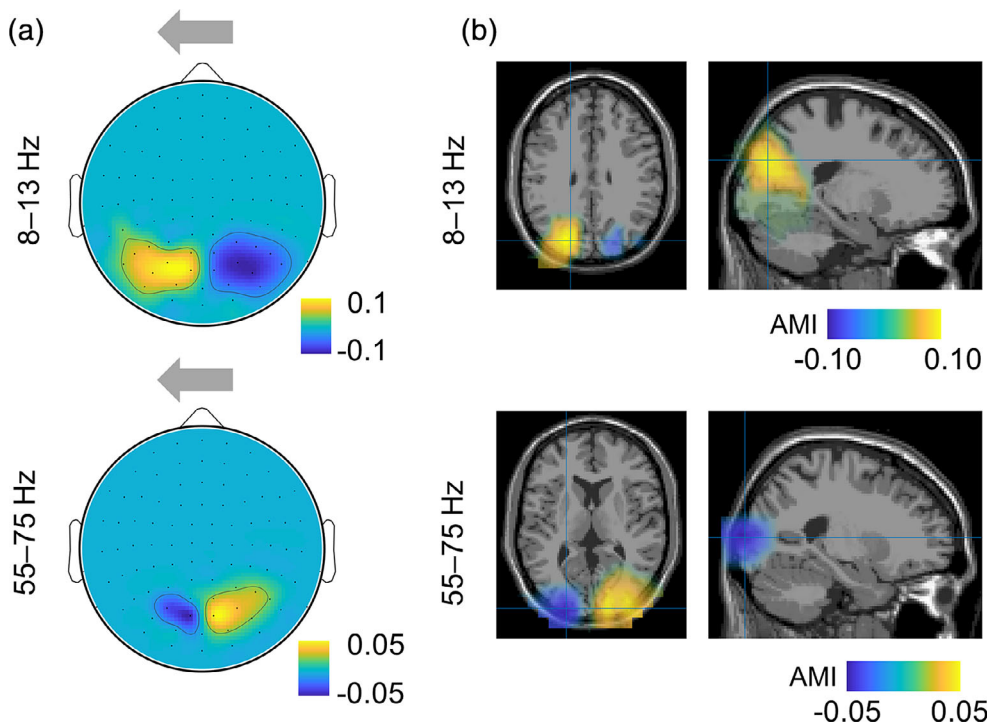 (a)
(b)
8–13 Hz
0.1
-0.1
8–13 Hz
AMI
-0.10 0.10
55–75 Hz
0.05
-0.05
55–75 Hz
AMI
-0.05 0.05